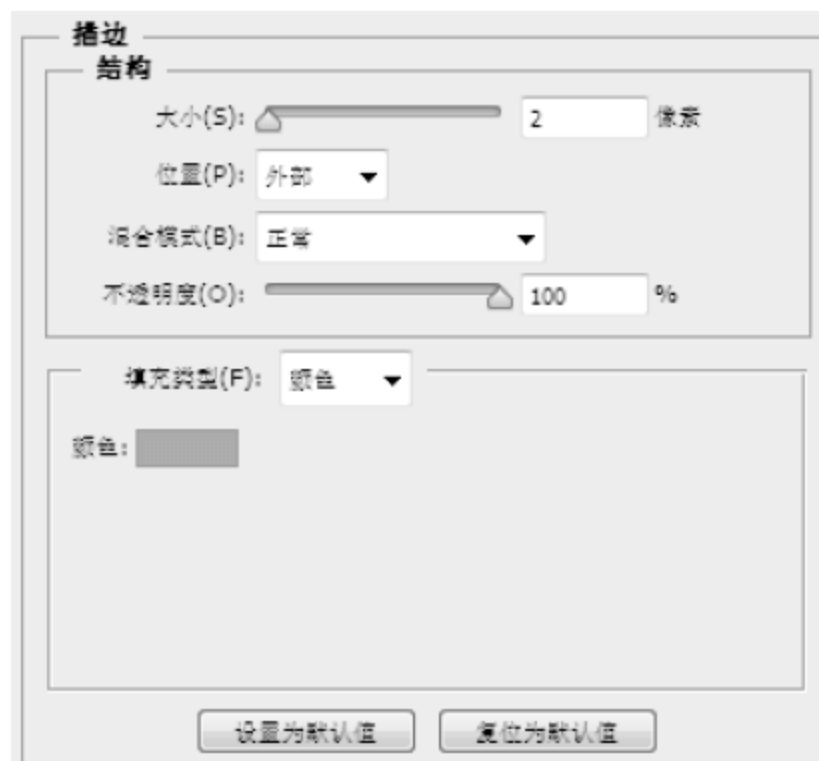 描边
结构
大小(S): 2 像素
位置(P): 外部
混合模式(B): 正常
不透明度(O): 100 %
填充类型(F): 颜色
颜色:
设置为默认值 复位为默认值